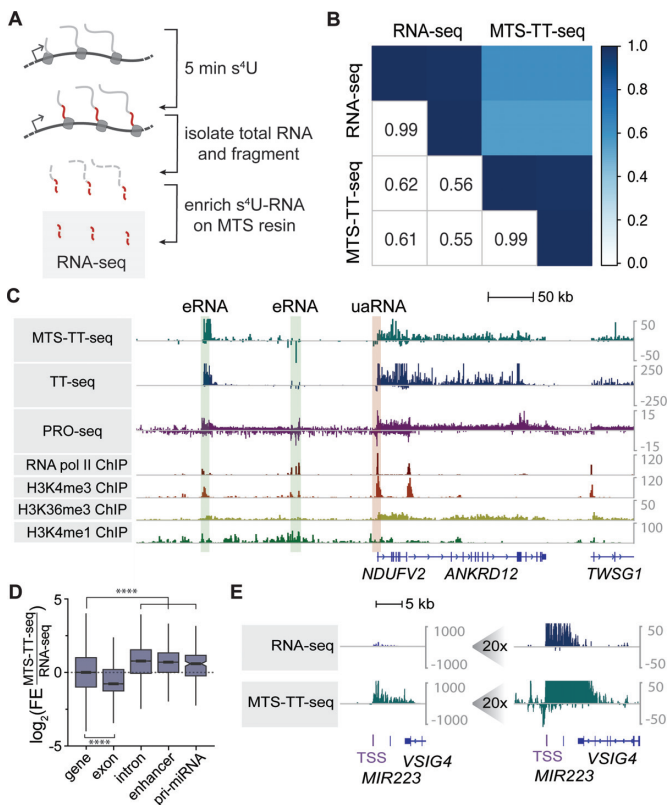 A
5 min s⁴U
isolate total RNA
and fragment
enrich s⁴U-RNA
on MTS resin
RNA-seq
B
RNA-seq MTS-TT-seq
RNA-seq
MTS-TT-seq
0.99
0.62 0.56
0.61 0.55 0.99
1.0
0.8
0.6
0.4
0.2
0.0
C
eRNA eRNA uaRNA
50 kb
MTS-TT-seq
50
-50
TT-seq
250
-250
PRO-seq
15
-15
RNA pol II ChIP
120
H3K4me3 ChIP
120
H3K36me3 ChIP
50
H3K4me1 ChIP
100
NDUFV2 ANKRD12 TWSG1
D
log₂(FE MTS-TT-seq/RNA-seq)
5
0
-5
****
****
gene
exon
intron
enhancer
pri-miRNA
E
5 kb
RNA-seq
1000
-1000
20x
50
-50
MTS-TT-seq
1000
-1000
20x
50
-50
TSS VSIG4
MIR223
TSS VSIG4
MIR223